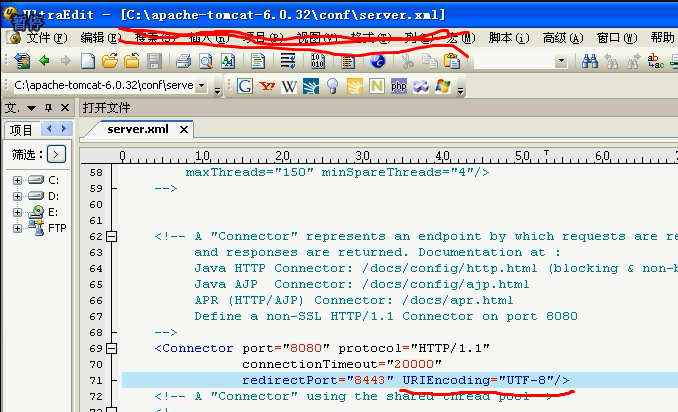 UltraEdit - [C:\apache-tomcat-6.0.32\conf\server.xml]
暂停
文件(F) 编辑(E) 搜索(S) 插入(N) 项目(P) 视图(V) 格式(T) 列(L) 宏(M) 脚本(i) 高级(A) 窗口(W) 帮助
C:\apache-tomcat-6.0.32\conf\serve
G Y! W N php
文. 打开文件
项目 server.xml
筛选：
0 10 20 30 40 50 60 7
C:
D:
E:
FTP
58 maxThreads="150" minSpareThreads="4"/>
59 -->
60
61
62 <!-- A "Connector" represents an endpoint by which requests are re
63 and responses are returned. Documentation at :
64 Java HTTP Connector: /docs/config/http.html (blocking & non-b
65 Java AJP  Connector: /docs/config/ajp.html
66 APR (HTTP/AJP) Connector: /docs/apr.html
67 Define a non-SSL HTTP/1.1 Connector on port 8080
68 -->
69 <Connector port="8080" protocol="HTTP/1.1"
70 connectionTimeout="20000"
71 redirectPort="8443" URIEncoding="UTF-8"/>
72 <!-- A "Connector" using the shared thread pool-->